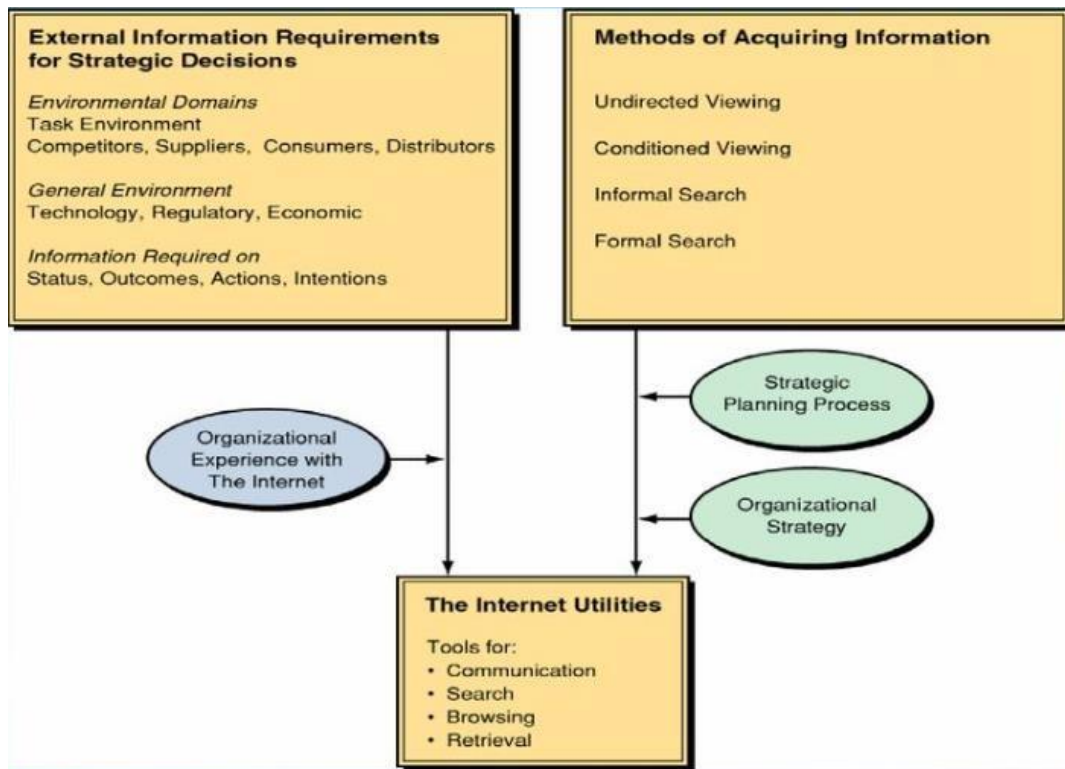 External Information Requirements
for Strategic Decisions
Environmental Domains
Task Environment
Competitors, Suppliers, Consumers, Distributors
General Environment
Technology, Regulatory, Economic
Information Required on
Status, Outcomes, Actions, Intentions
Methods of Acquiring Information
Undirected Viewing
Conditioned Viewing
Informal Search
Formal Search
Organizational
Experience with
The Internet
Strategic
Planning Process
Organizational
Strategy
The Internet Utilities
Tools for:
• Communication
• Search
• Browsing
• Retrieval